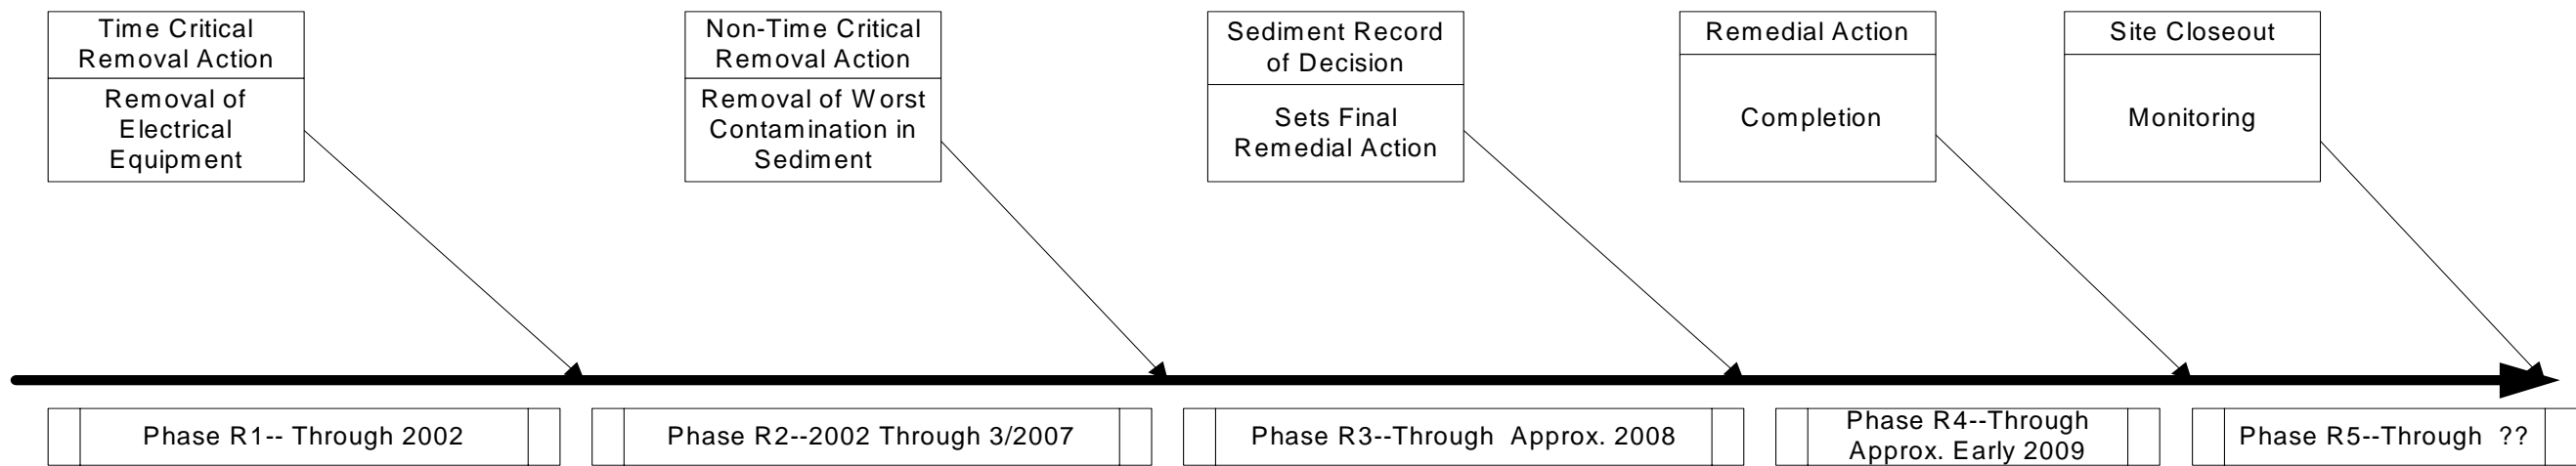 Time Critical
Removal Action
Removal of
Electrical
Equipment
Non-Time Critical
Removal Action
Removal of Worst
Contamination in
Sediment
Sediment Record
of Decision
Sets Final
Remedial Action
Remedial Action
Completion
Site Closeout
Monitoring
Phase R1-- Through 2002
Phase R2--2002 Through 3/2007
Phase R3--Through Approx. 2008
Phase R4--Through
Approx. Early 2009
Phase R5--Through ??